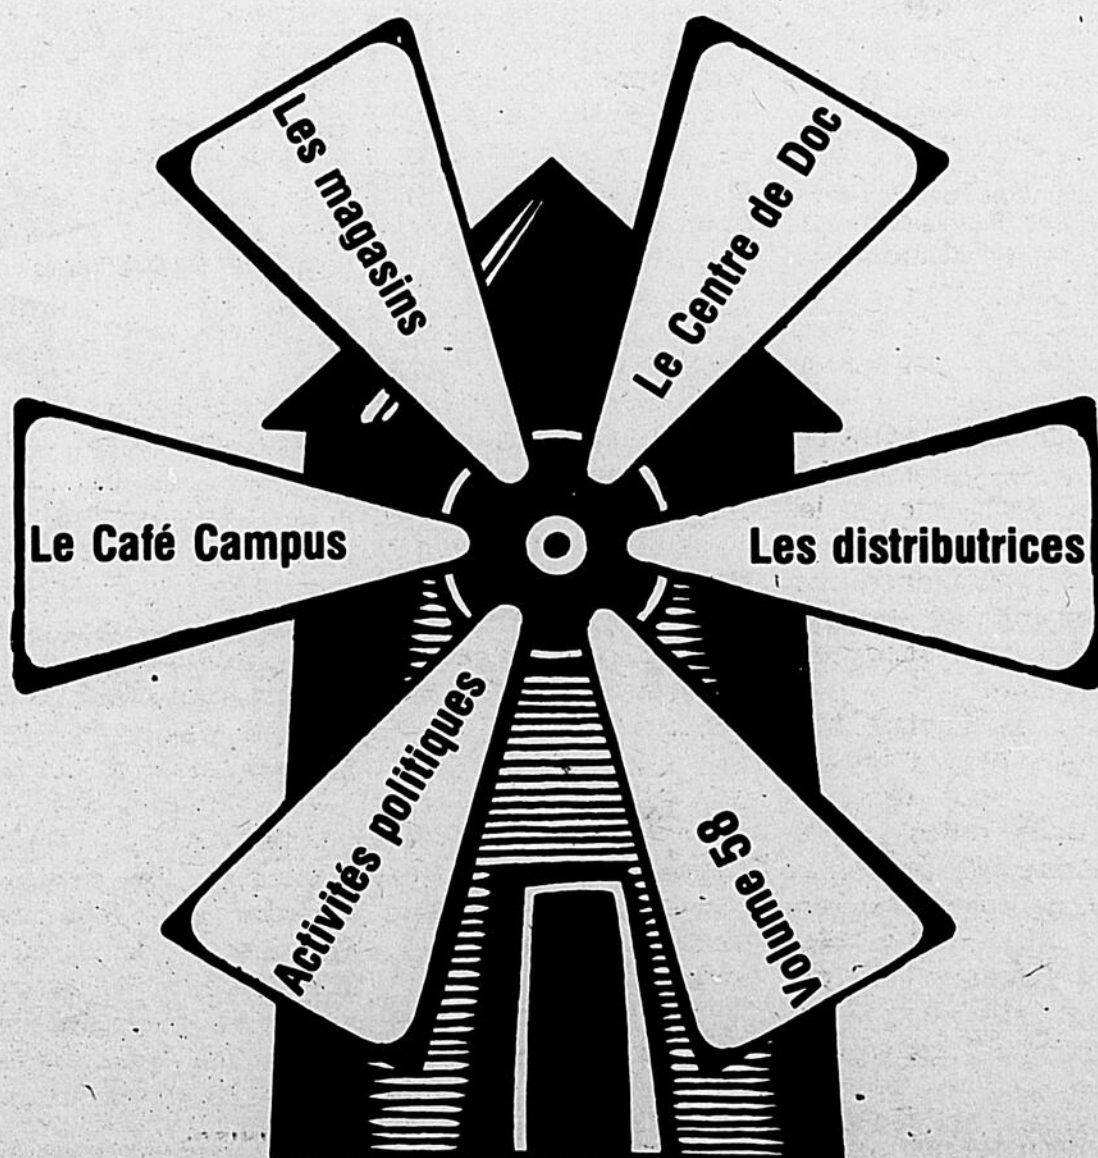 Les magasins
Le Centre de Doc
Le Café Campus
Les distributrices
Activités politiques
Volume 58